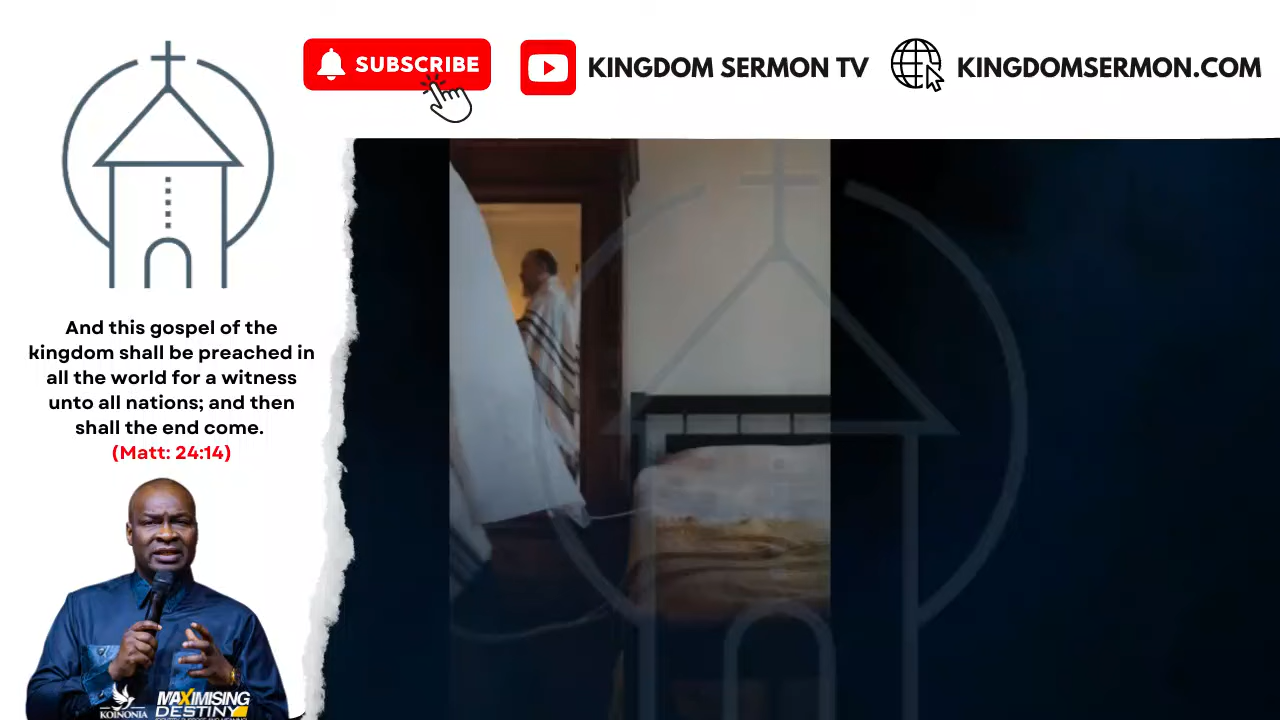 SUBSCRIBE
KINGDOM SERMON TV
KINGDOMSERMON.COM
And this gospel of the
kingdom shall be preached in
all the world for a witness
unto all nations; and then
shall the end come.
(Matt: 24:14)
KOINONIA
MAXIMISING
DESTINY